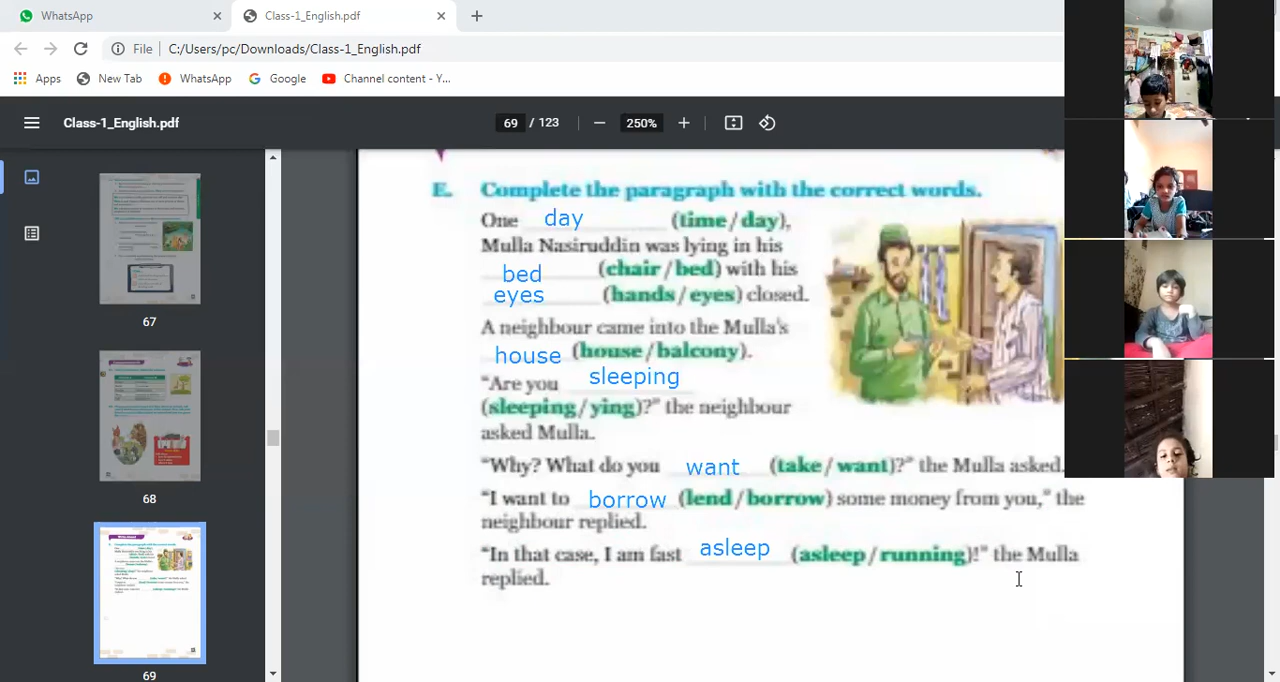 WhatsApp
Class-1_English.pdf
File C:/Users/pc/Downloads/Class-1_English.pdf
Apps New Tab WhatsApp Google Channel content - Y...
Class-1_English.pdf 69 / 123 250%
67
68
69
E. Complete the paragraph with the correct words.
One day (time/day),
Mulla Nasiruddin was lying in his
bed (chair/bed) with his
eyes (hands/eyes) closed.
A neighbour came into the Mulla's
house (house/balcony).
"Are you sleeping
(sleeping/ying)?" the neighbour
asked Mulla.
"Why? What do you want (take/want)?" the Mulla asked.
"I want to borrow (lend/borrow) some money from you," the
neighbour replied.
"In that case, I am fast asleep (asleep/running)!" the Mulla
replied.